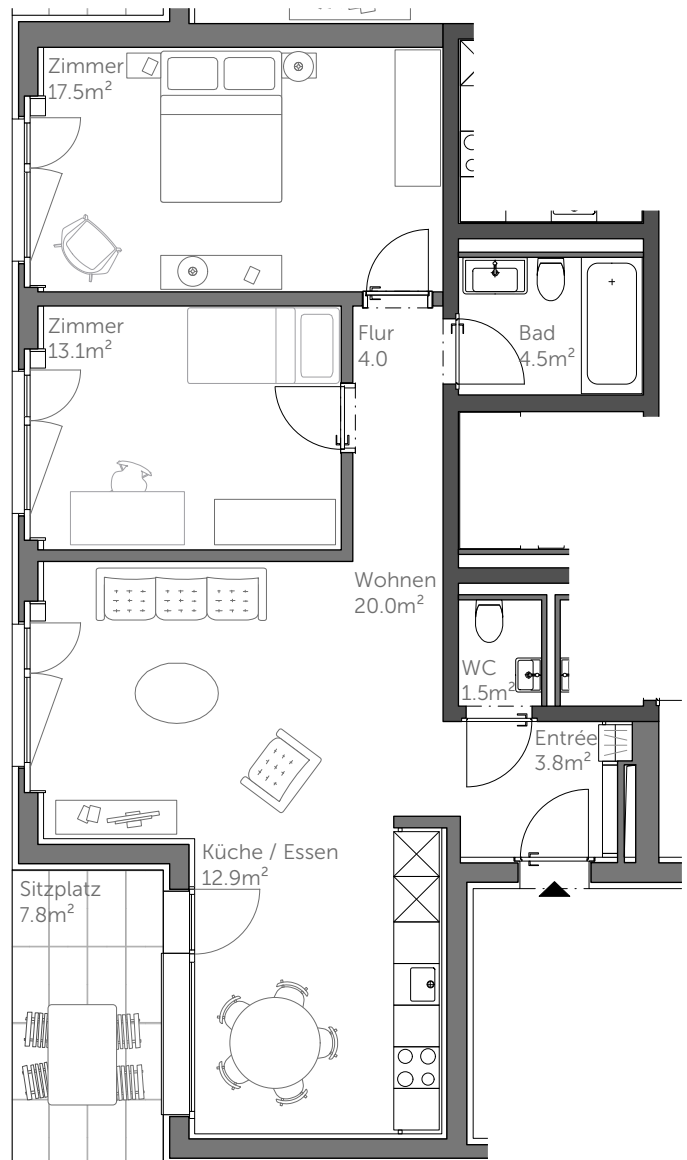 Zimmer
17.5m²
Zimmer
13.1m²
Flur
4.0
Bad
4.5m²
Wohnen
20.0m²
WC
1.5m²
Entrée
3.8m²
Küche / Essen
12.9m²
Sitzplatz
7.8m²